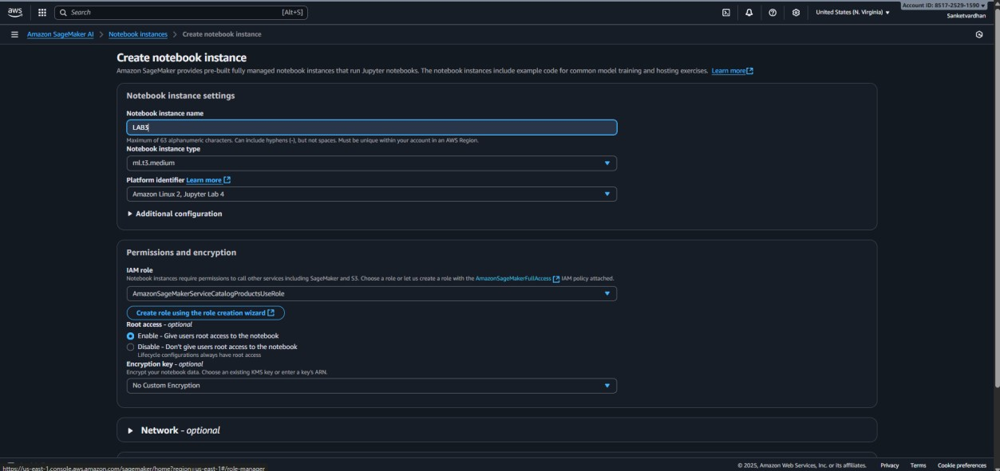 aws Search [Alt+S] United States (N. Virginia) Account ID: 8517-2529-1590
Sanketvardhan
Amazon SageMaker AI > Notebook instances > Create notebook instance
Create notebook instance
Amazon SageMaker provides pre-built fully managed notebook instances that run Jupyter notebooks. The notebook instances include example code for common model training and hosting exercises. Learn more
Notebook instance settings
Notebook instance name
LAB3
Maximum of 63 alphanumeric characters. Can include hyphens (-), but not spaces. Must be unique within your account in an AWS Region.
Notebook instance type
ml.t3.medium
Platform identifier Learn more
Amazon Linux 2, Jupyter Lab 4
Additional configuration
Permissions and encryption
IAM role
Notebook instances require permissions to call other services including SageMaker and S3. Choose a role or let us create a role with the AmazonSageMakerFullAccess IAM policy attached.
AmazonSageMakerServiceCatalogProductsUseRole
Create role using the role creation wizard
Root access - optional
Enable - Give users root access to the notebook
Disable - Don't give users root access to the notebook
Lifecycle configurations always have root access
Encryption key - optional
Encrypt your notebook data. Choose an existing KMS key or enter a key's ARN.
No Custom Encryption
Network - optional
https://us-east-1.console.aws.amazon.com/sagemaker/home?region=us-east-1#/role-manager
© 2025, Amazon Web Services, Inc. or its affiliates. Privacy Terms Cookie preferences